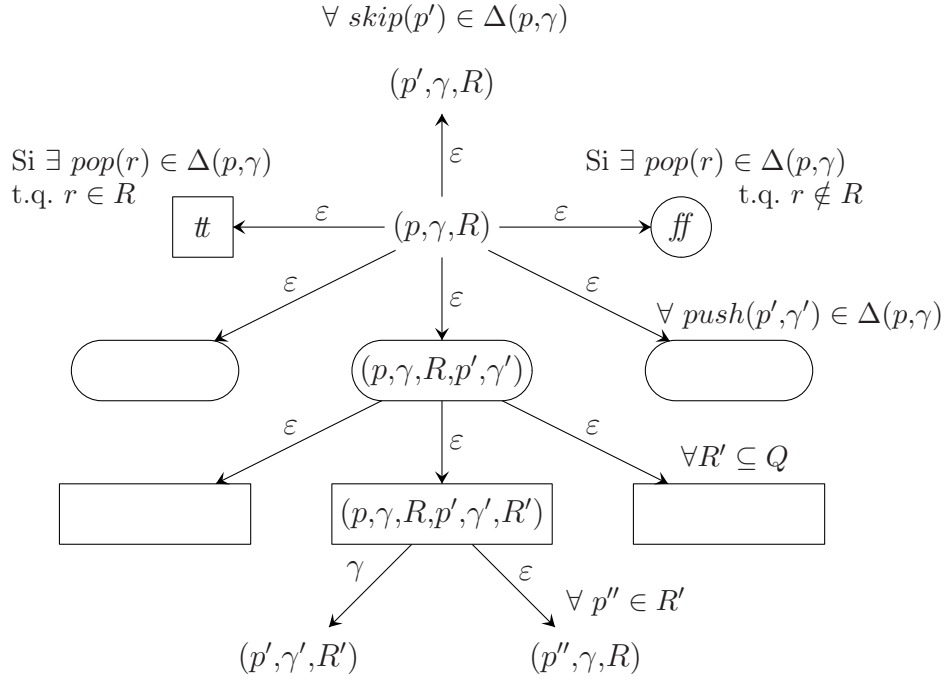 ∀ skip(p′) ∈ Δ(p,γ)
(p′,γ,R)
ε
Si ∃ pop(r) ∈ Δ(p,γ)
t.q. r ∈ R
Si ∃ pop(r) ∈ Δ(p,γ)
t.q. r ∉ R
tt
ε
(p,γ,R)
ε
ff
ε
ε
ε
∀ push(p′,γ′) ∈ Δ(p,γ)
(p,γ,R,p′,γ′)
ε
ε
ε
∀R′ ⊆ Q
(p,γ,R,p′,γ′,R′)
γ
ε
∀ p″ ∈ R′
(p′,γ′,R′)
(p″,γ,R)